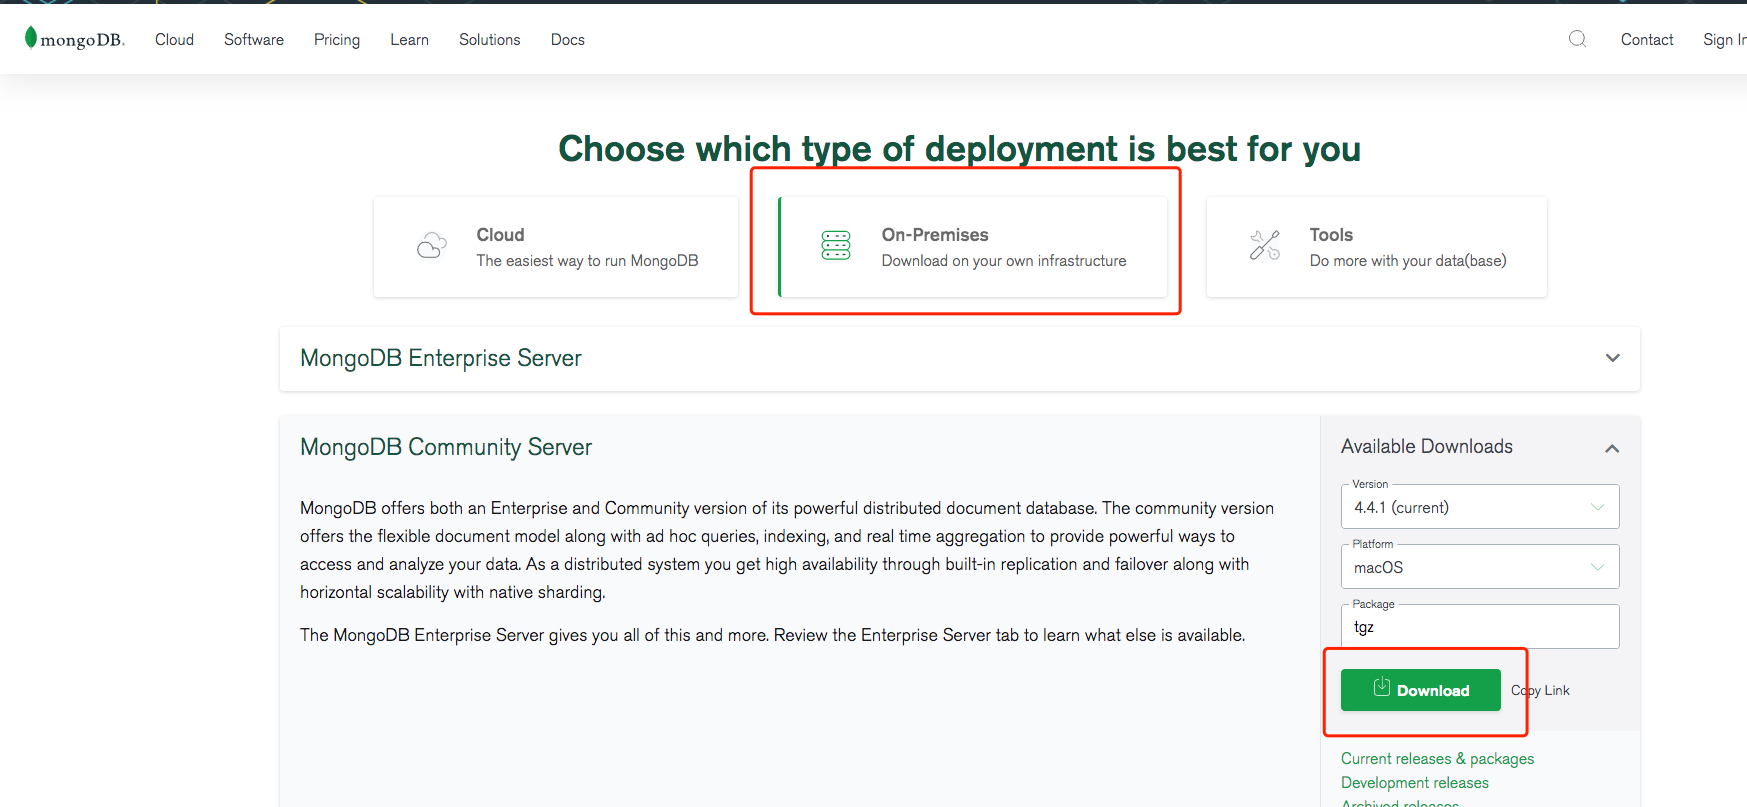 mongoDB. Cloud Software Pricing Learn Solutions Docs Contact Sign In
Choose which type of deployment is best for you
Cloud
The easiest way to run MongoDB
On-Premises
Download on your own infrastructure
Tools
Do more with your data(base)
MongoDB Enterprise Server
MongoDB Community Server
MongoDB offers both an Enterprise and Community version of its powerful distributed document database. The community version
offers the flexible document model along with ad hoc queries, indexing, and real time aggregation to provide powerful ways to
access and analyze your data. As a distributed system you get high availability through built-in replication and failover along with
horizontal scalability with native sharding.
The MongoDB Enterprise Server gives you all of this and more. Review the Enterprise Server tab to learn what else is available.
Available Downloads
Version
4.4.1 (current)
Platform
macOS
Package
tgz
Download Copy Link
Current releases & packages
Development releases
Archived releases